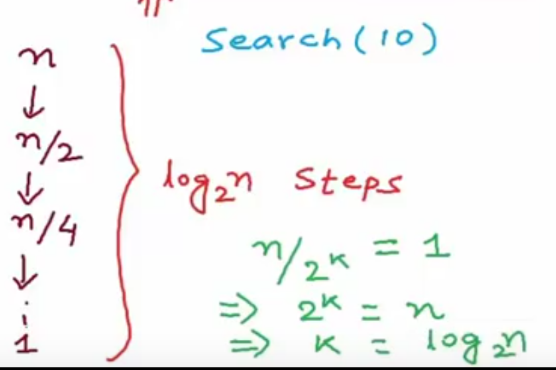 Search(10)
n
↓
n/2
↓
n/4
↓
⋮
1
log₂n steps
n/2ᴷ = 1
=> 2ᴷ = n
=> K = log₂n